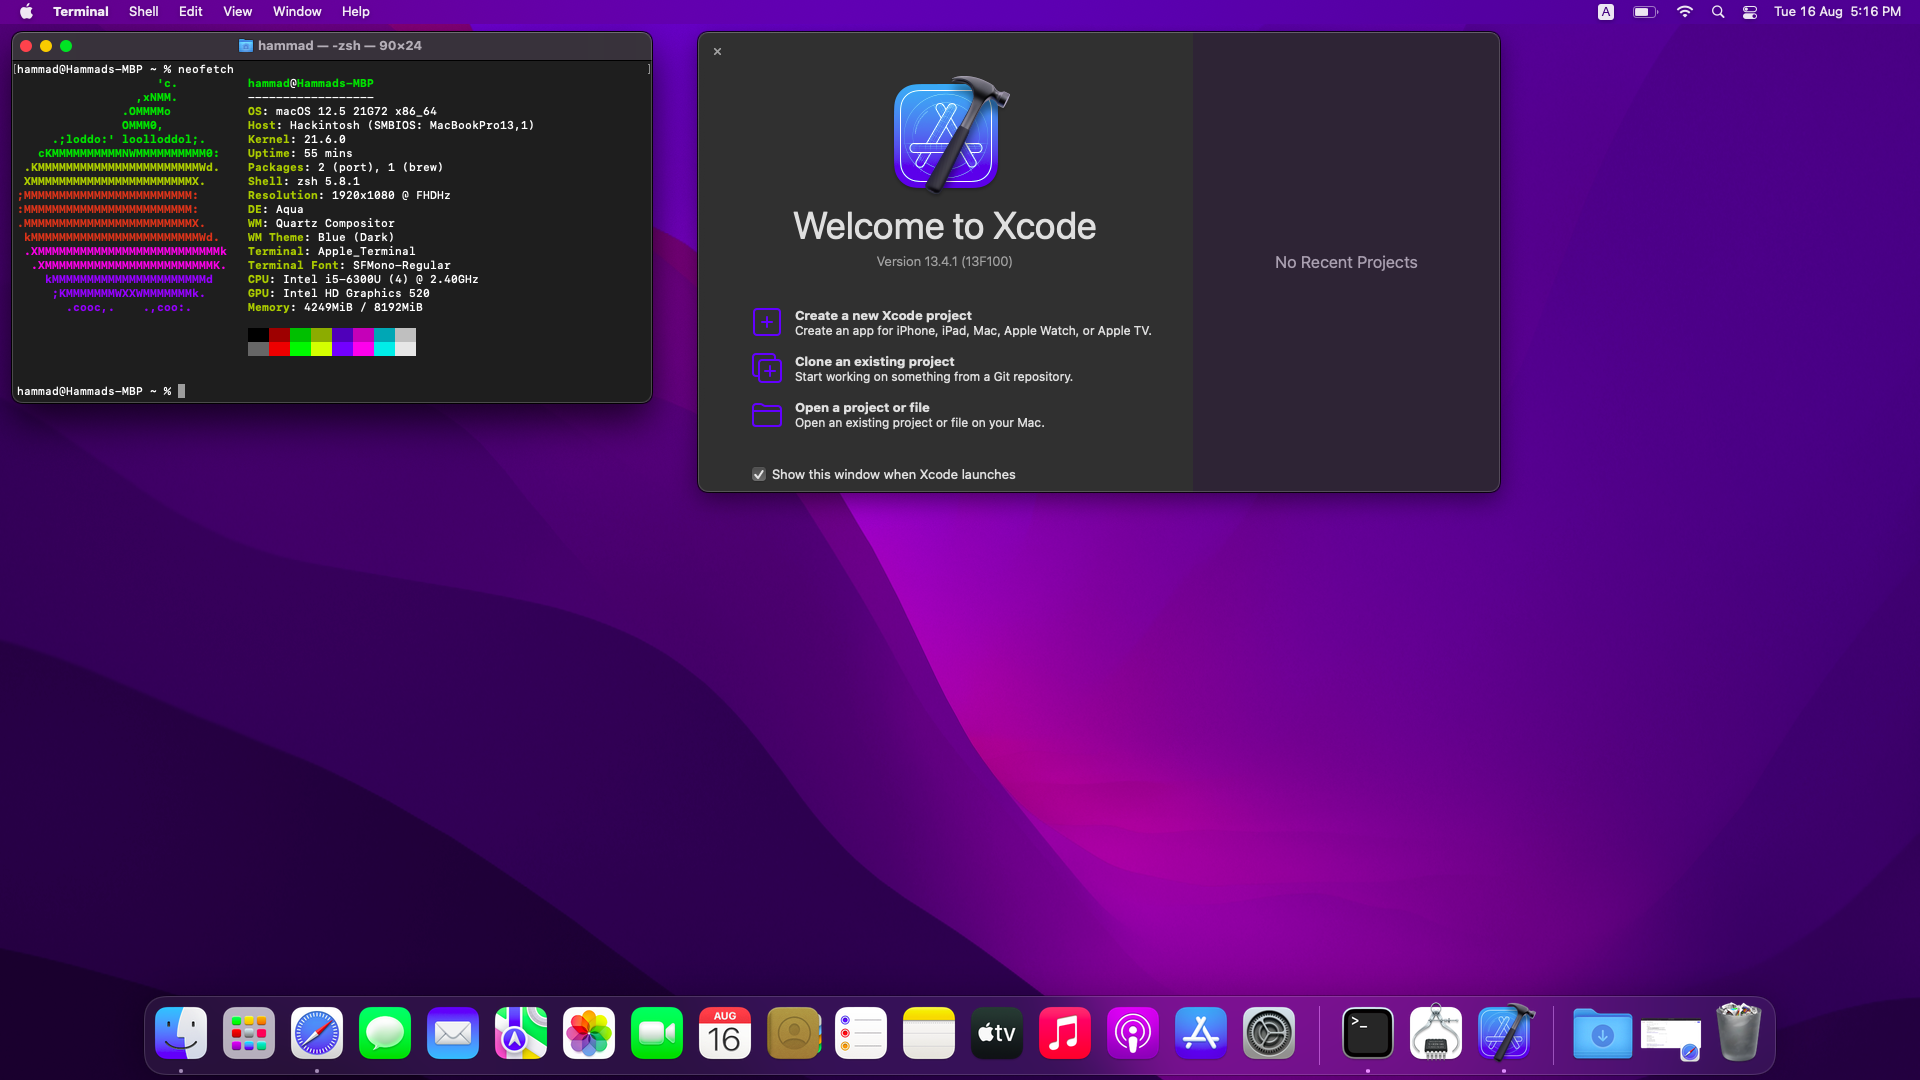 Terminal Shell Edit View Window Help
A Tue 16 Aug 5:16 PM
hammad — -zsh — 90×24
[hammad@Hammads-MBP ~ % neofetch ]
'c. hammad@Hammads-MBP
,xNMM. ------------------
.OMMMMo OS: macOS 12.5 21G72 x86_64
OMMM0, Host: Hackintosh (SMBIOS: MacBookPro13,1)
.;loddo:' loolloddol;. Kernel: 21.6.0
cKMMMMMMMMMMNWMMMMMMMMMM0: Uptime: 55 mins
.KMMMMMMMMMMMMMMMMMMMMMMMWd. Packages: 2 (port), 1 (brew)
XMMMMMMMMMMMMMMMMMMMMMMMX. Shell: zsh 5.8.1
;MMMMMMMMMMMMMMMMMMMMMMMM: Resolution: 1920x1080 @ FHDHz
:MMMMMMMMMMMMMMMMMMMMMMMM: DE: Aqua
.MMMMMMMMMMMMMMMMMMMMMMMMX. WM: Quartz Compositor
kMMMMMMMMMMMMMMMMMMMMMMMMWd. WM Theme: Blue (Dark)
.XMMMMMMMMMMMMMMMMMMMMMMMMMMk Terminal: Apple_Terminal
.XMMMMMMMMMMMMMMMMMMMMMMMMK. Terminal Font: SFMono-Regular
kMMMMMMMMMMMMMMMMMMMMMMd CPU: Intel i5-6300U (4) @ 2.40GHz
;KMMMMMMMWXXWMMMMMMMk. GPU: Intel HD Graphics 520
.cooc,. .,coo:. Memory: 4249MiB / 8192MiB
hammad@Hammads-MBP ~ %
Welcome to Xcode
Version 13.4.1 (13F100)
Create a new Xcode project
Create an app for iPhone, iPad, Mac, Apple Watch, or Apple TV.
Clone an existing project
Start working on something from a Git repository.
Open a project or file
Open an existing project or file on your Mac.
Show this window when Xcode launches
No Recent Projects
AUG
16
tv
>_